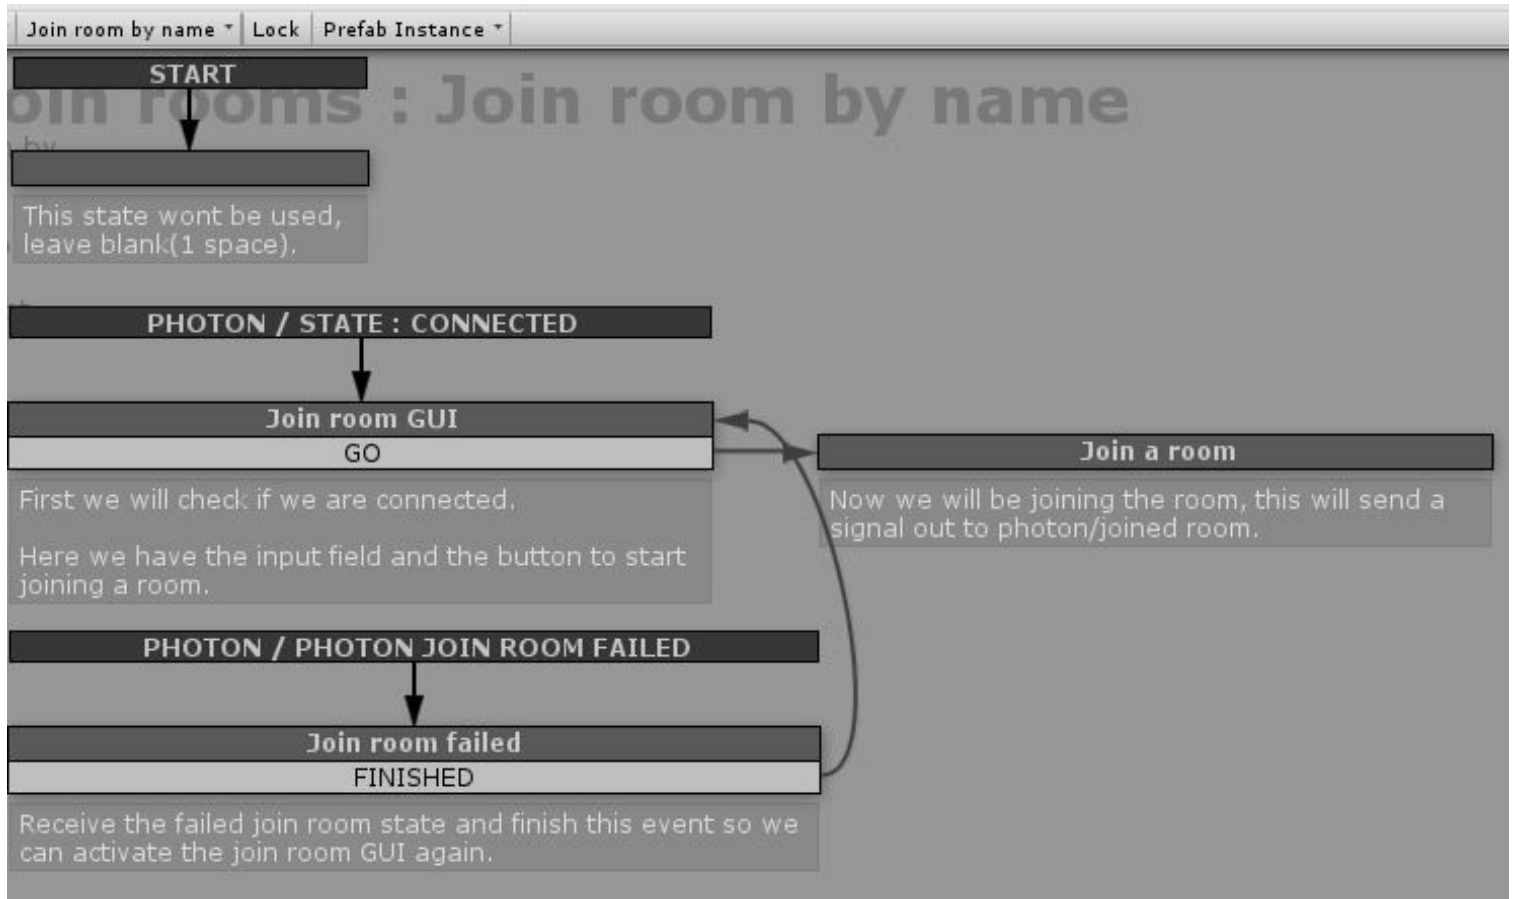 Join room by name Lock Prefab Instance
START
oin rooms : Join room by name
by
This state wont be used,
leave blank(1 space).
PHOTON / STATE : CONNECTED
Join room GUI
GO
Join a room
First we will check if we are connected.
Here we have the input field and the button to start
joining a room.
Now we will be joining the room, this will send a
signal out to photon/joined room.
PHOTON / PHOTON JOIN ROOM FAILED
Join room failed
FINISHED
Receive the failed join room state and finish this event so we
can activate the join room GUI again.